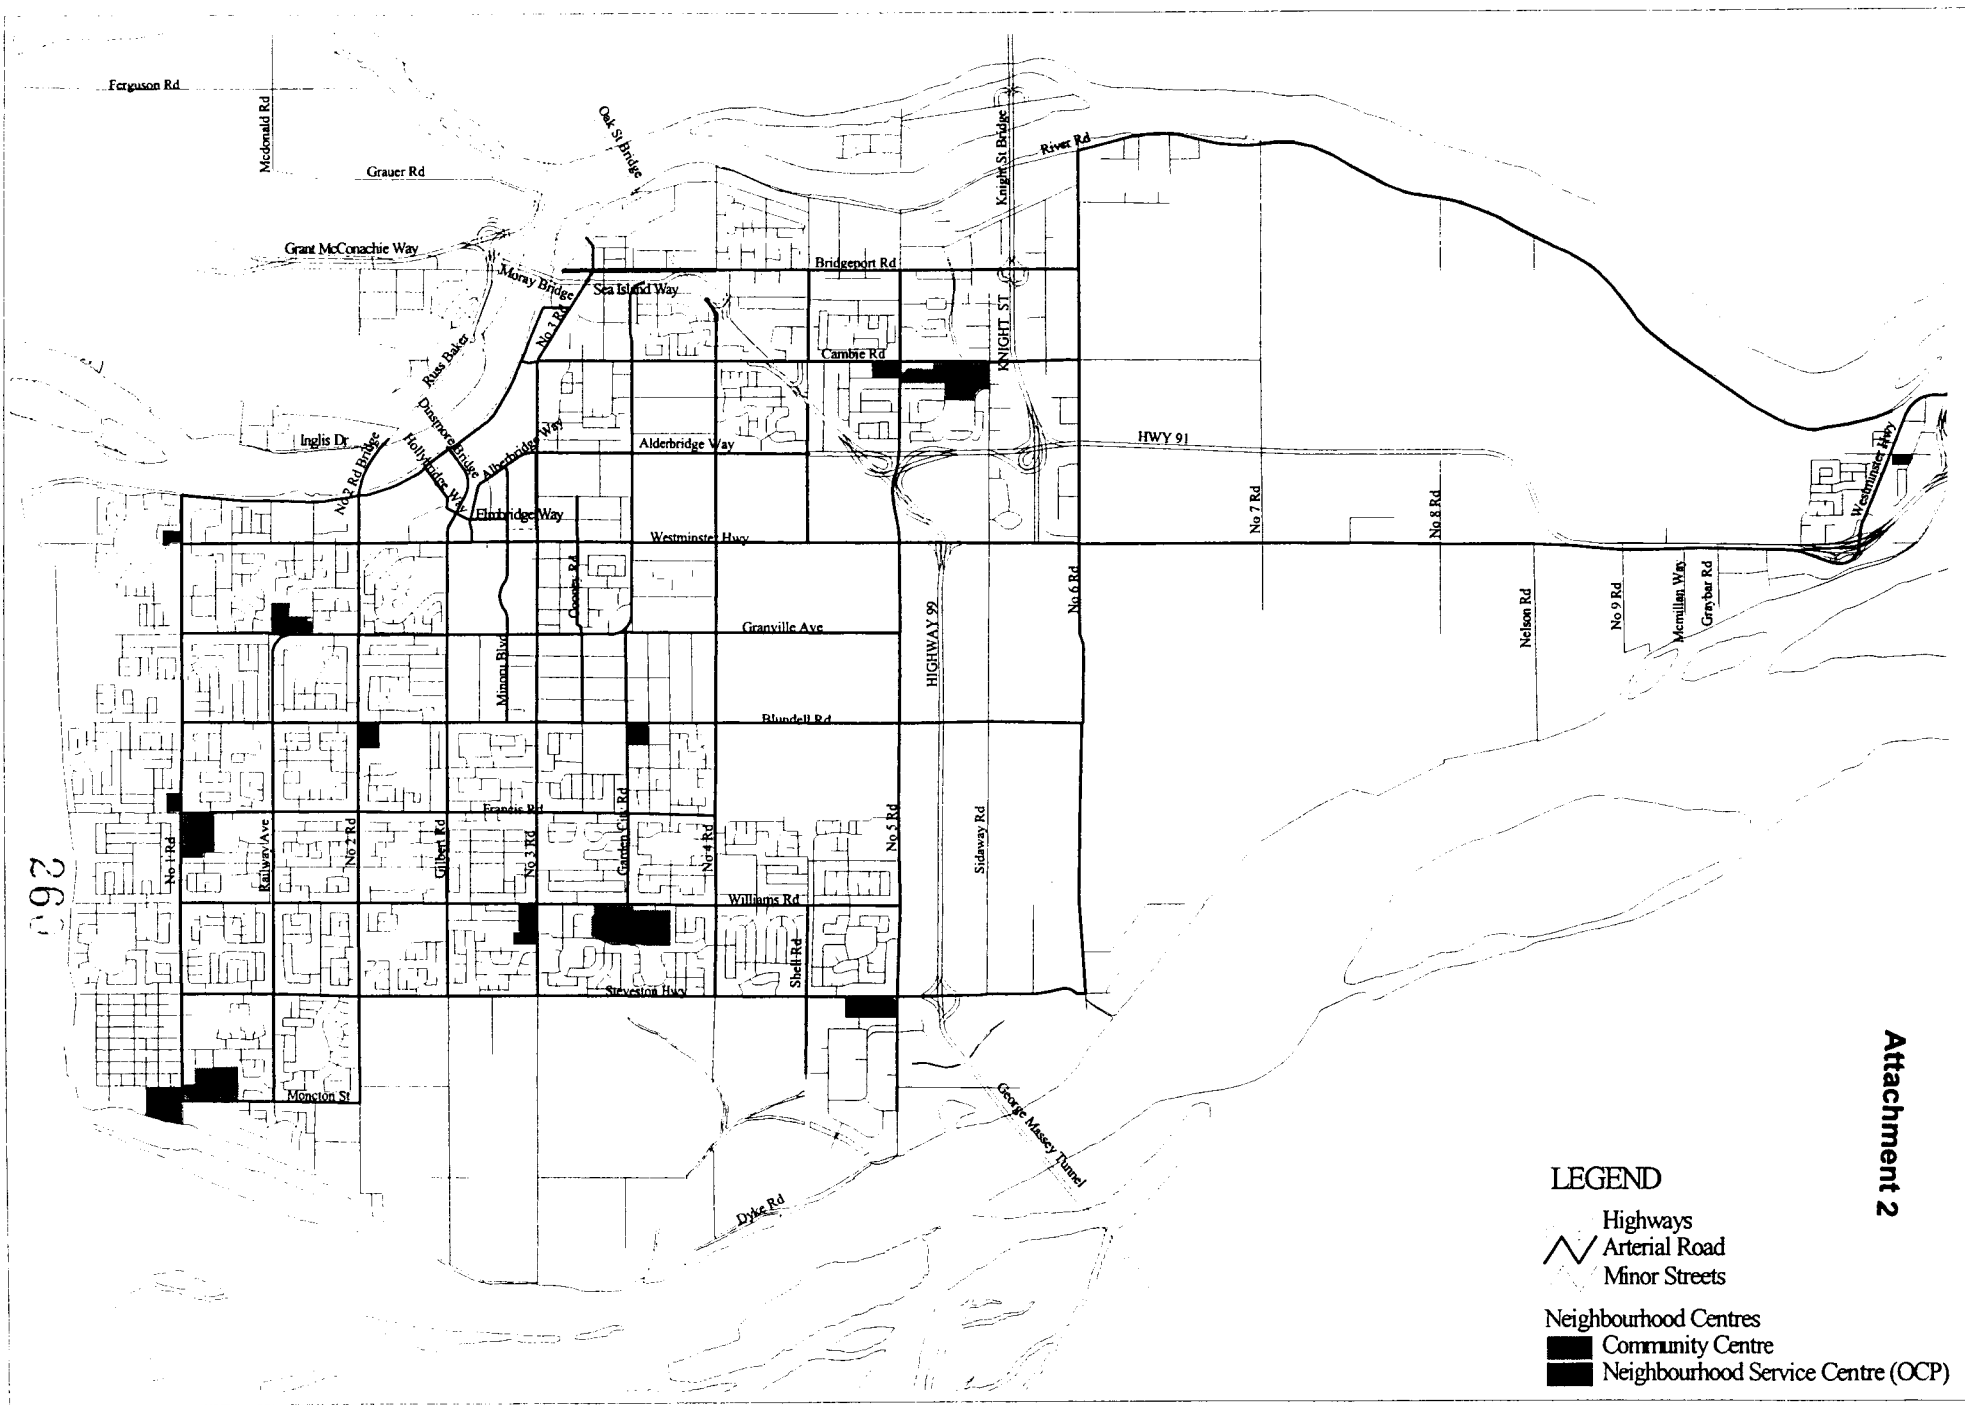 Ferguson Rd
Mcdonald Rd
Grauer Rd
Oak St Bridge
Knight St Bridge
River Rd
Grant McConachie Way
Moray Bridge
Sea Island Way
Bridgeport Rd
No 3 Rd
KNIGHT ST
Russ Baker
Cambie Rd
Dinsmore Bridge
Hollybridge Way
Alberbridge Way
Inglis Dr
No 2 Rd Bridge
Alderbridge Way
HWY 91
Westminster Hwy
Elmbridge Way
Westminster Hwy
No 7 Rd
No 8 Rd
Cooney Rd
No 6 Rd
Nelson Rd
No 9 Rd
Mcmillan Way
Graybar Rd
Granville Ave
HIGHWAY 99
Minoru Blvd
Blundell Rd
Francis Rd
No 1 Rd
Railway Ave
No 2 Rd
Gilbert Rd
No 3 Rd
Garden City Rd
No 4 Rd
No 5 Rd
Sidaway Rd
Williams Rd
Shell Rd
Steveston Hwy
Moncton St
George Massey Tunnel
Dyke Rd
Attachment 2
LEGEND
Highways
Arterial Road
Minor Streets
Neighbourhood Centres
Community Centre
Neighbourhood Service Centre (OCP)